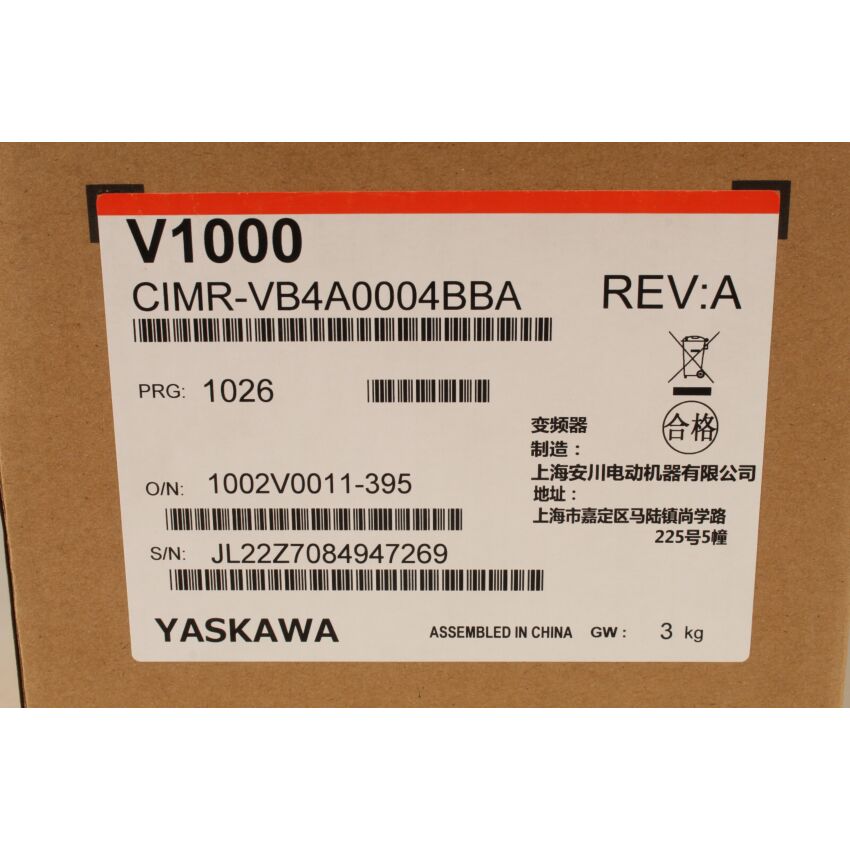 V1000
CIMR-VB4A0004BBA
REV:A
PRG: 1026
合格
变频器
制造：
上海安川电动机器有限公司
地址：
上海市嘉定区马陆镇尚学路
225号5幢
O/N: 1002V0011-395
S/N: JL22Z7084947269
YASKAWA
ASSEMBLED IN CHINA GW : 3 kg